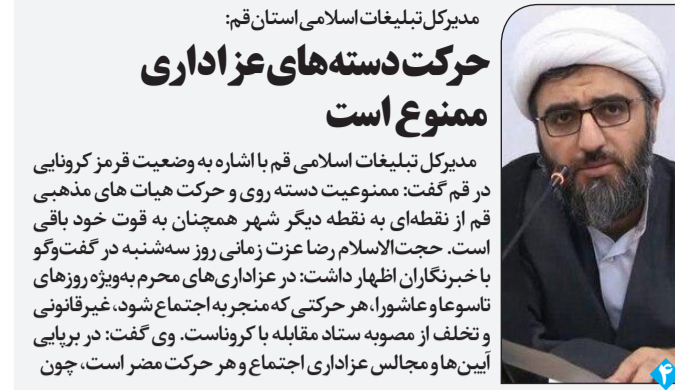 مدیرکل تبلیغات اسلامی استان قم:
حرکت دسته‌های عزاداری
ممنوع است
مدیرکل تبلیغات اسلامی قم با اشاره به وضعیت قرمز کرونایی
در قم گفت: ممنوعیت دسته روی و حرکت هیات های مذهبی
قم از نقطه‌ای به نقطه دیگر شهر همچنان به قوت خود باقی
است. حجت‌الاسلام رضا عزت زمانی روز سه‌شنبه در گفت‌وگو
با خبرنگاران اظهار داشت: در عزاداری‌های محرم به‌ویژه روزهای
تاسوعا و عاشورا، هر حرکتی که منجر به اجتماع شود، غیرقانونی
و تخلف از مصوبه ستاد مقابله با کروناست. وی گفت: در برپایی
آیین‌ها و مجالس عزاداری اجتماع و هر حرکت مضر است، چون
۴